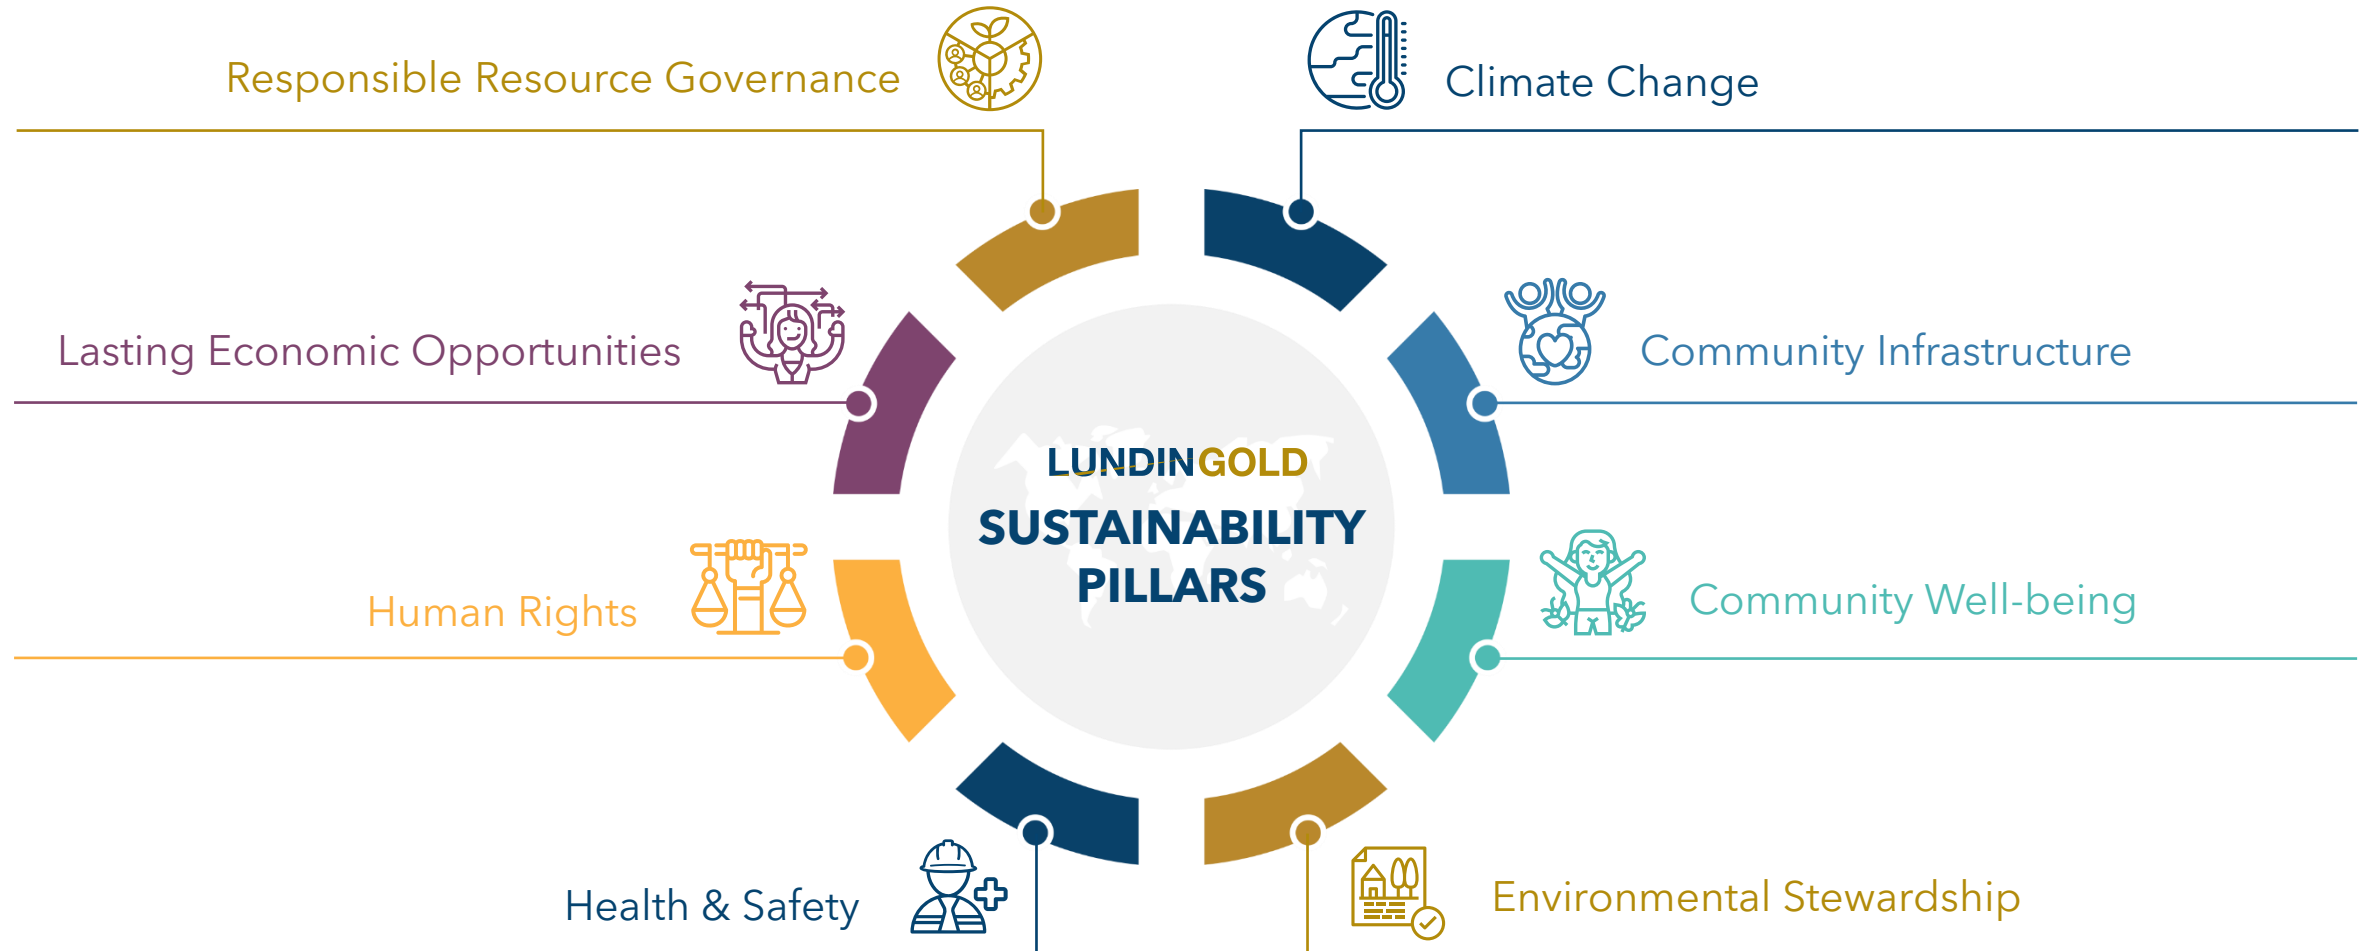 Responsible Resource Governance
Climate Change
Lasting Economic Opportunities
Community Infrastructure
LUNDINGOLD
SUSTAINABILITY
PILLARS
Human Rights
Community Well-being
Health & Safety
Environmental Stewardship